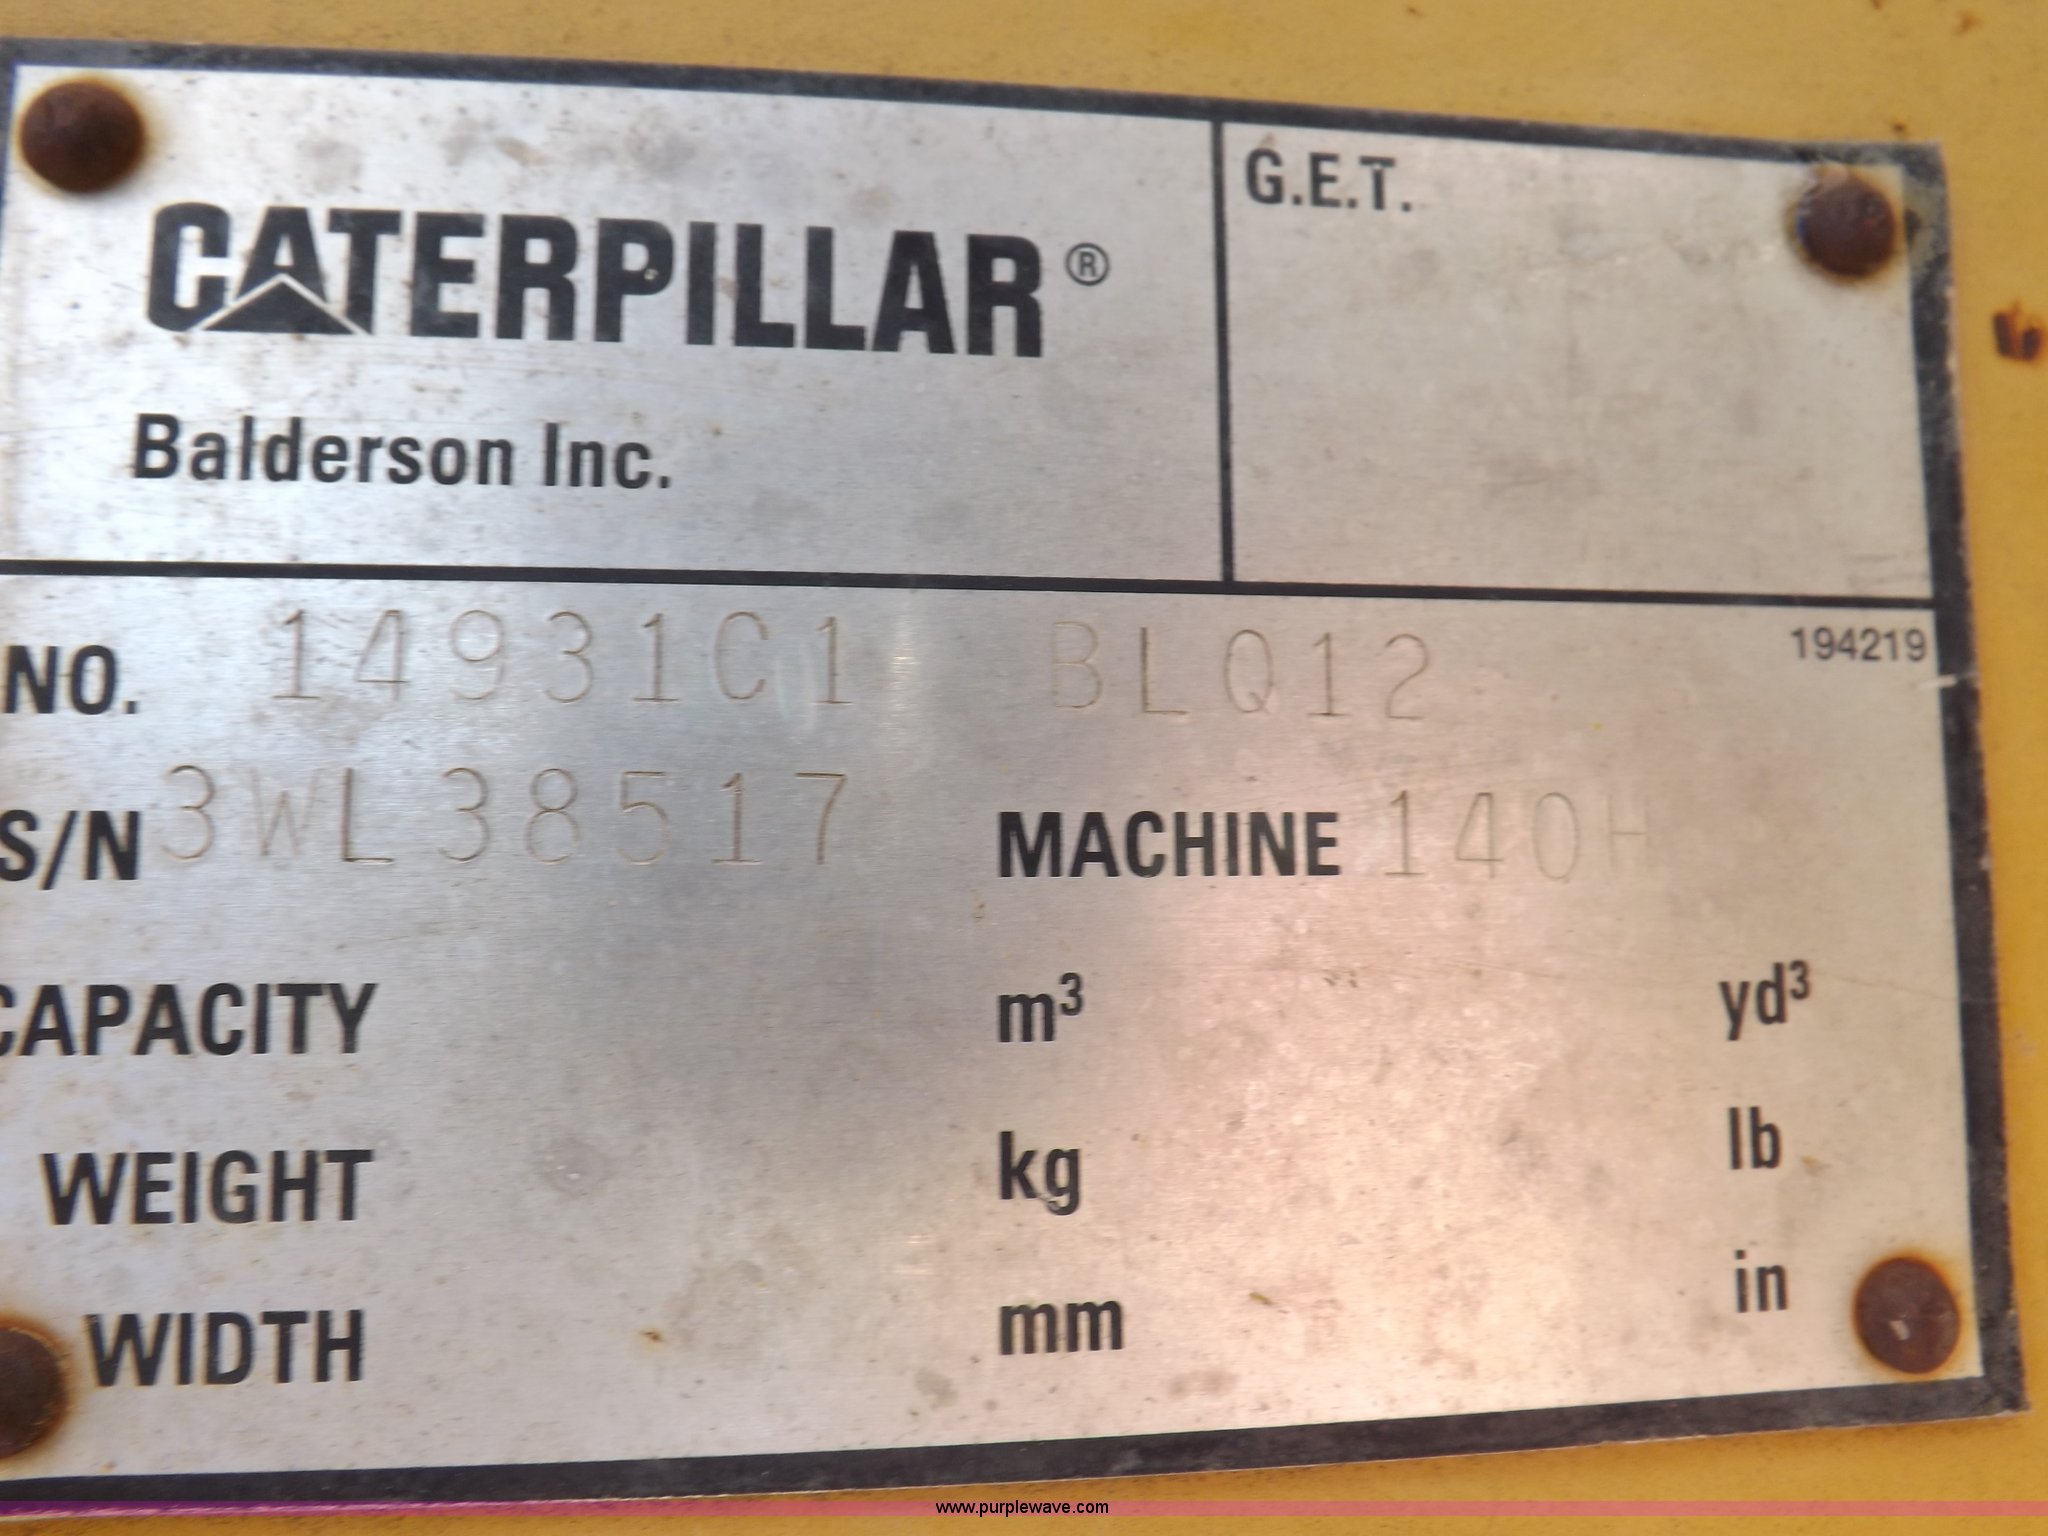 CATERPILLAR®
G.E.T.
Balderson Inc.
NO. 14931C1 BLQ12
194219
S/N 3WL38517 MACHINE 140H
CAPACITY m³ yd³
WEIGHT kg lb
WIDTH mm in
www.purplewave.com